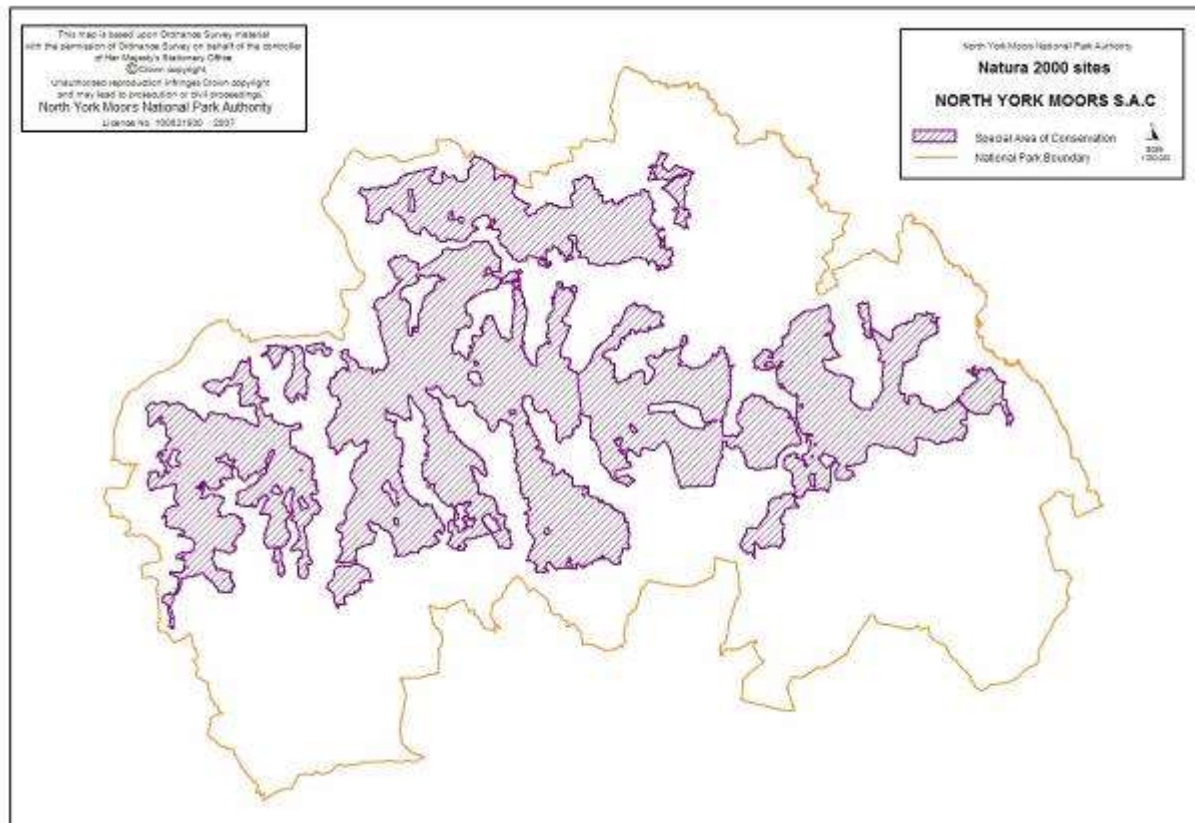 This map is based upon Ordnance Survey material
with the permission of Ordnance Survey on behalf of the controller
of Her Majesty's Stationery Office
© Crown copyright
Unauthorised reproduction infringes Crown copyright
and may lead to prosecution or civil proceedings.
North York Moors National Park Authority
License No. 2007
North York Moors National Park Authority
Natura 2000 sites
NORTH YORK MOORS S.A.C
Special Area of Conservation
National Park Boundary